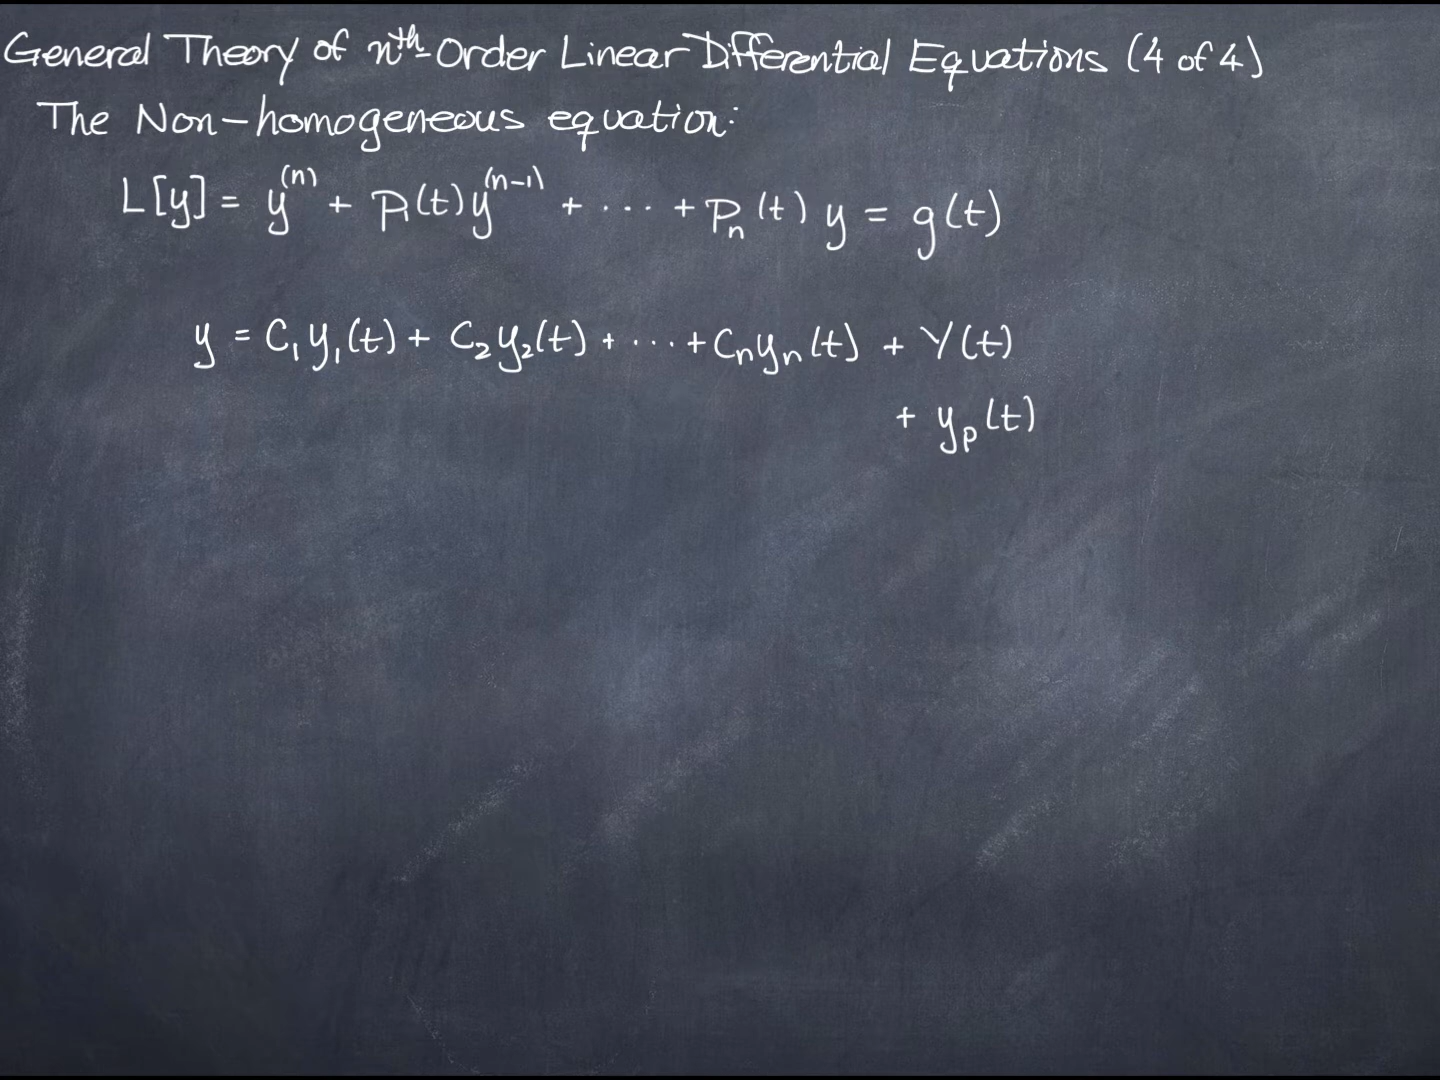 General Theory of nth-Order Linear Differential Equations (4 of 4)
The Non-homogeneous equation:
L[y] = y^(n) + P₁(t)y^(n-1) + ... + Pₙ(t) y = g(t)
y = C₁y₁(t) + C₂y₂(t) + ... + Cₙyₙ(t) + Y(t)
+ yₚ(t)